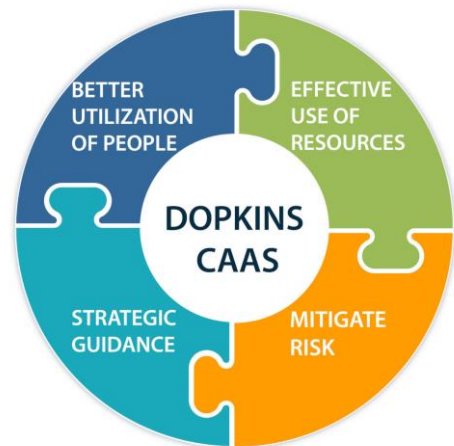 BETTER
UTILIZATION
OF PEOPLE
EFFECTIVE
USE OF
RESOURCES
DOPKINS
CAAS
STRATEGIC
GUIDANCE
MITIGATE
RISK